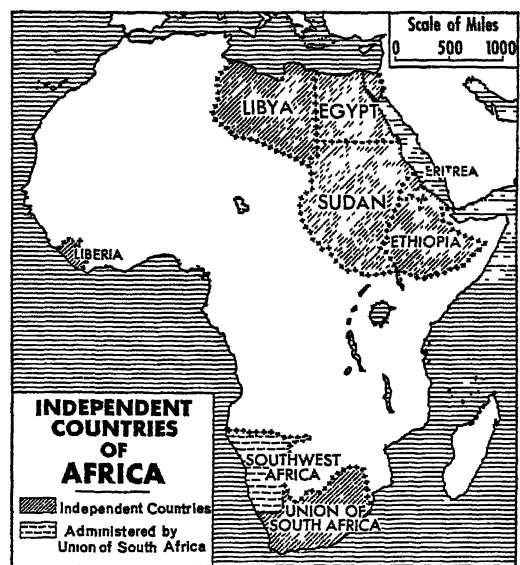 Scale of Miles
0 500 1000
LIBYA
EGYPT
ERITREA
SUDAN
ETHIOPIA
LIBERIA
INDEPENDENT
COUNTRIES
OF
AFRICA
Independent Countries
Administered by
Union of South Africa
SOUTHWEST
AFRICA
UNION OF
SOUTH AFRICA